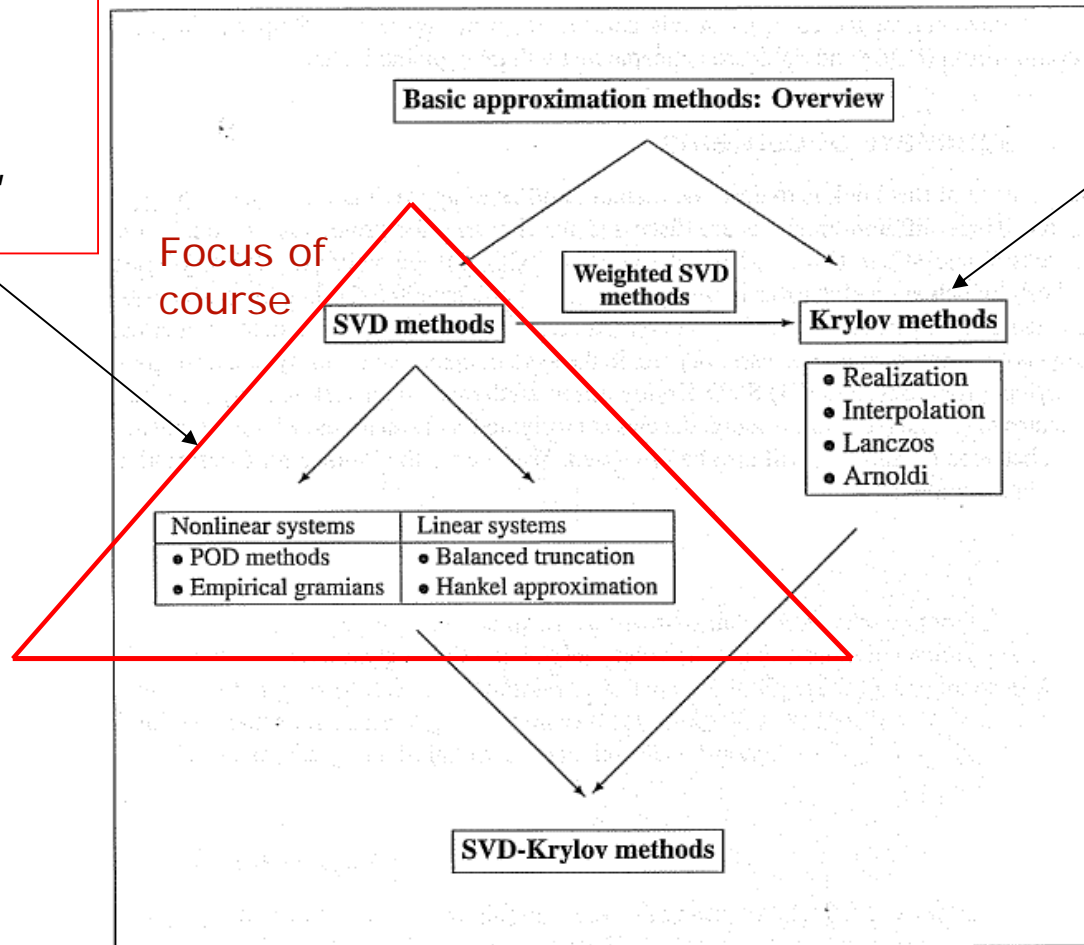 Basic approximation methods: Overview
Focus of
course
Weighted SVD
methods
SVD methods
Krylov methods
• Realization
• Interpolation
• Lanczos
• Arnoldi
Nonlinear systems
• POD methods
• Empirical gramians
Linear systems
• Balanced truncation
• Hankel approximation
SVD-Krylov methods